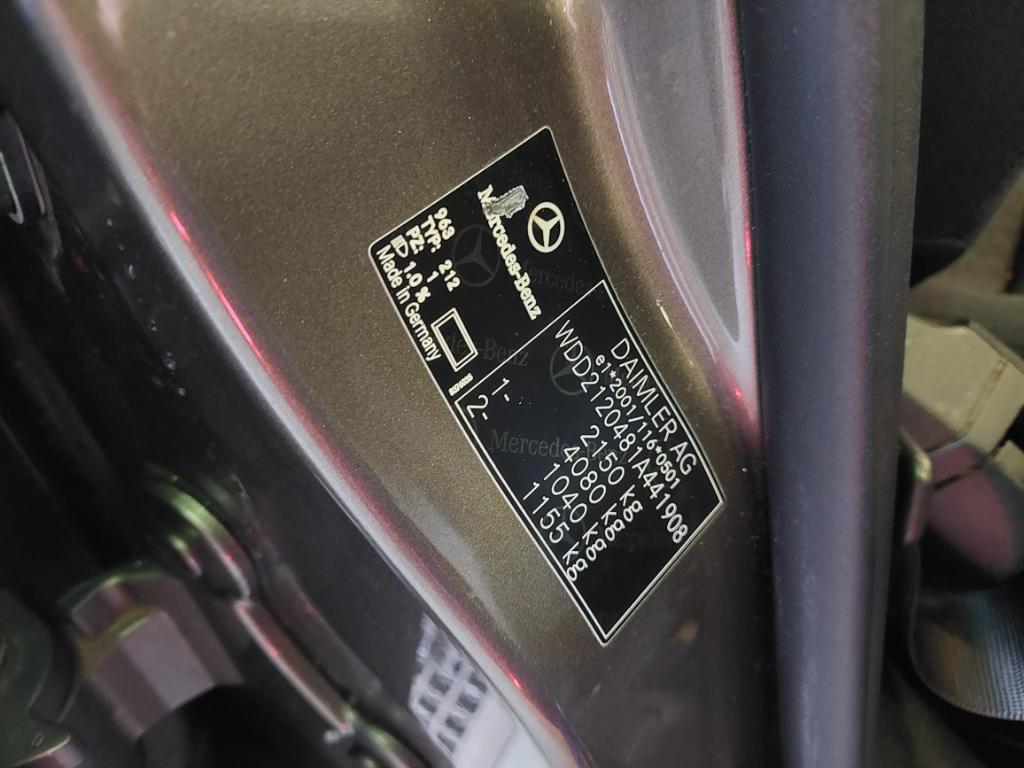 Mercedes-Benz
963
TYP: 212
PZ: 1
1.0 %
Made in Germany
DAIMLER AG
e1*2001/116*0501
WDD2120481A441908
2150 kg
4080 kg
1- 1040 kg
2- 1155 kg